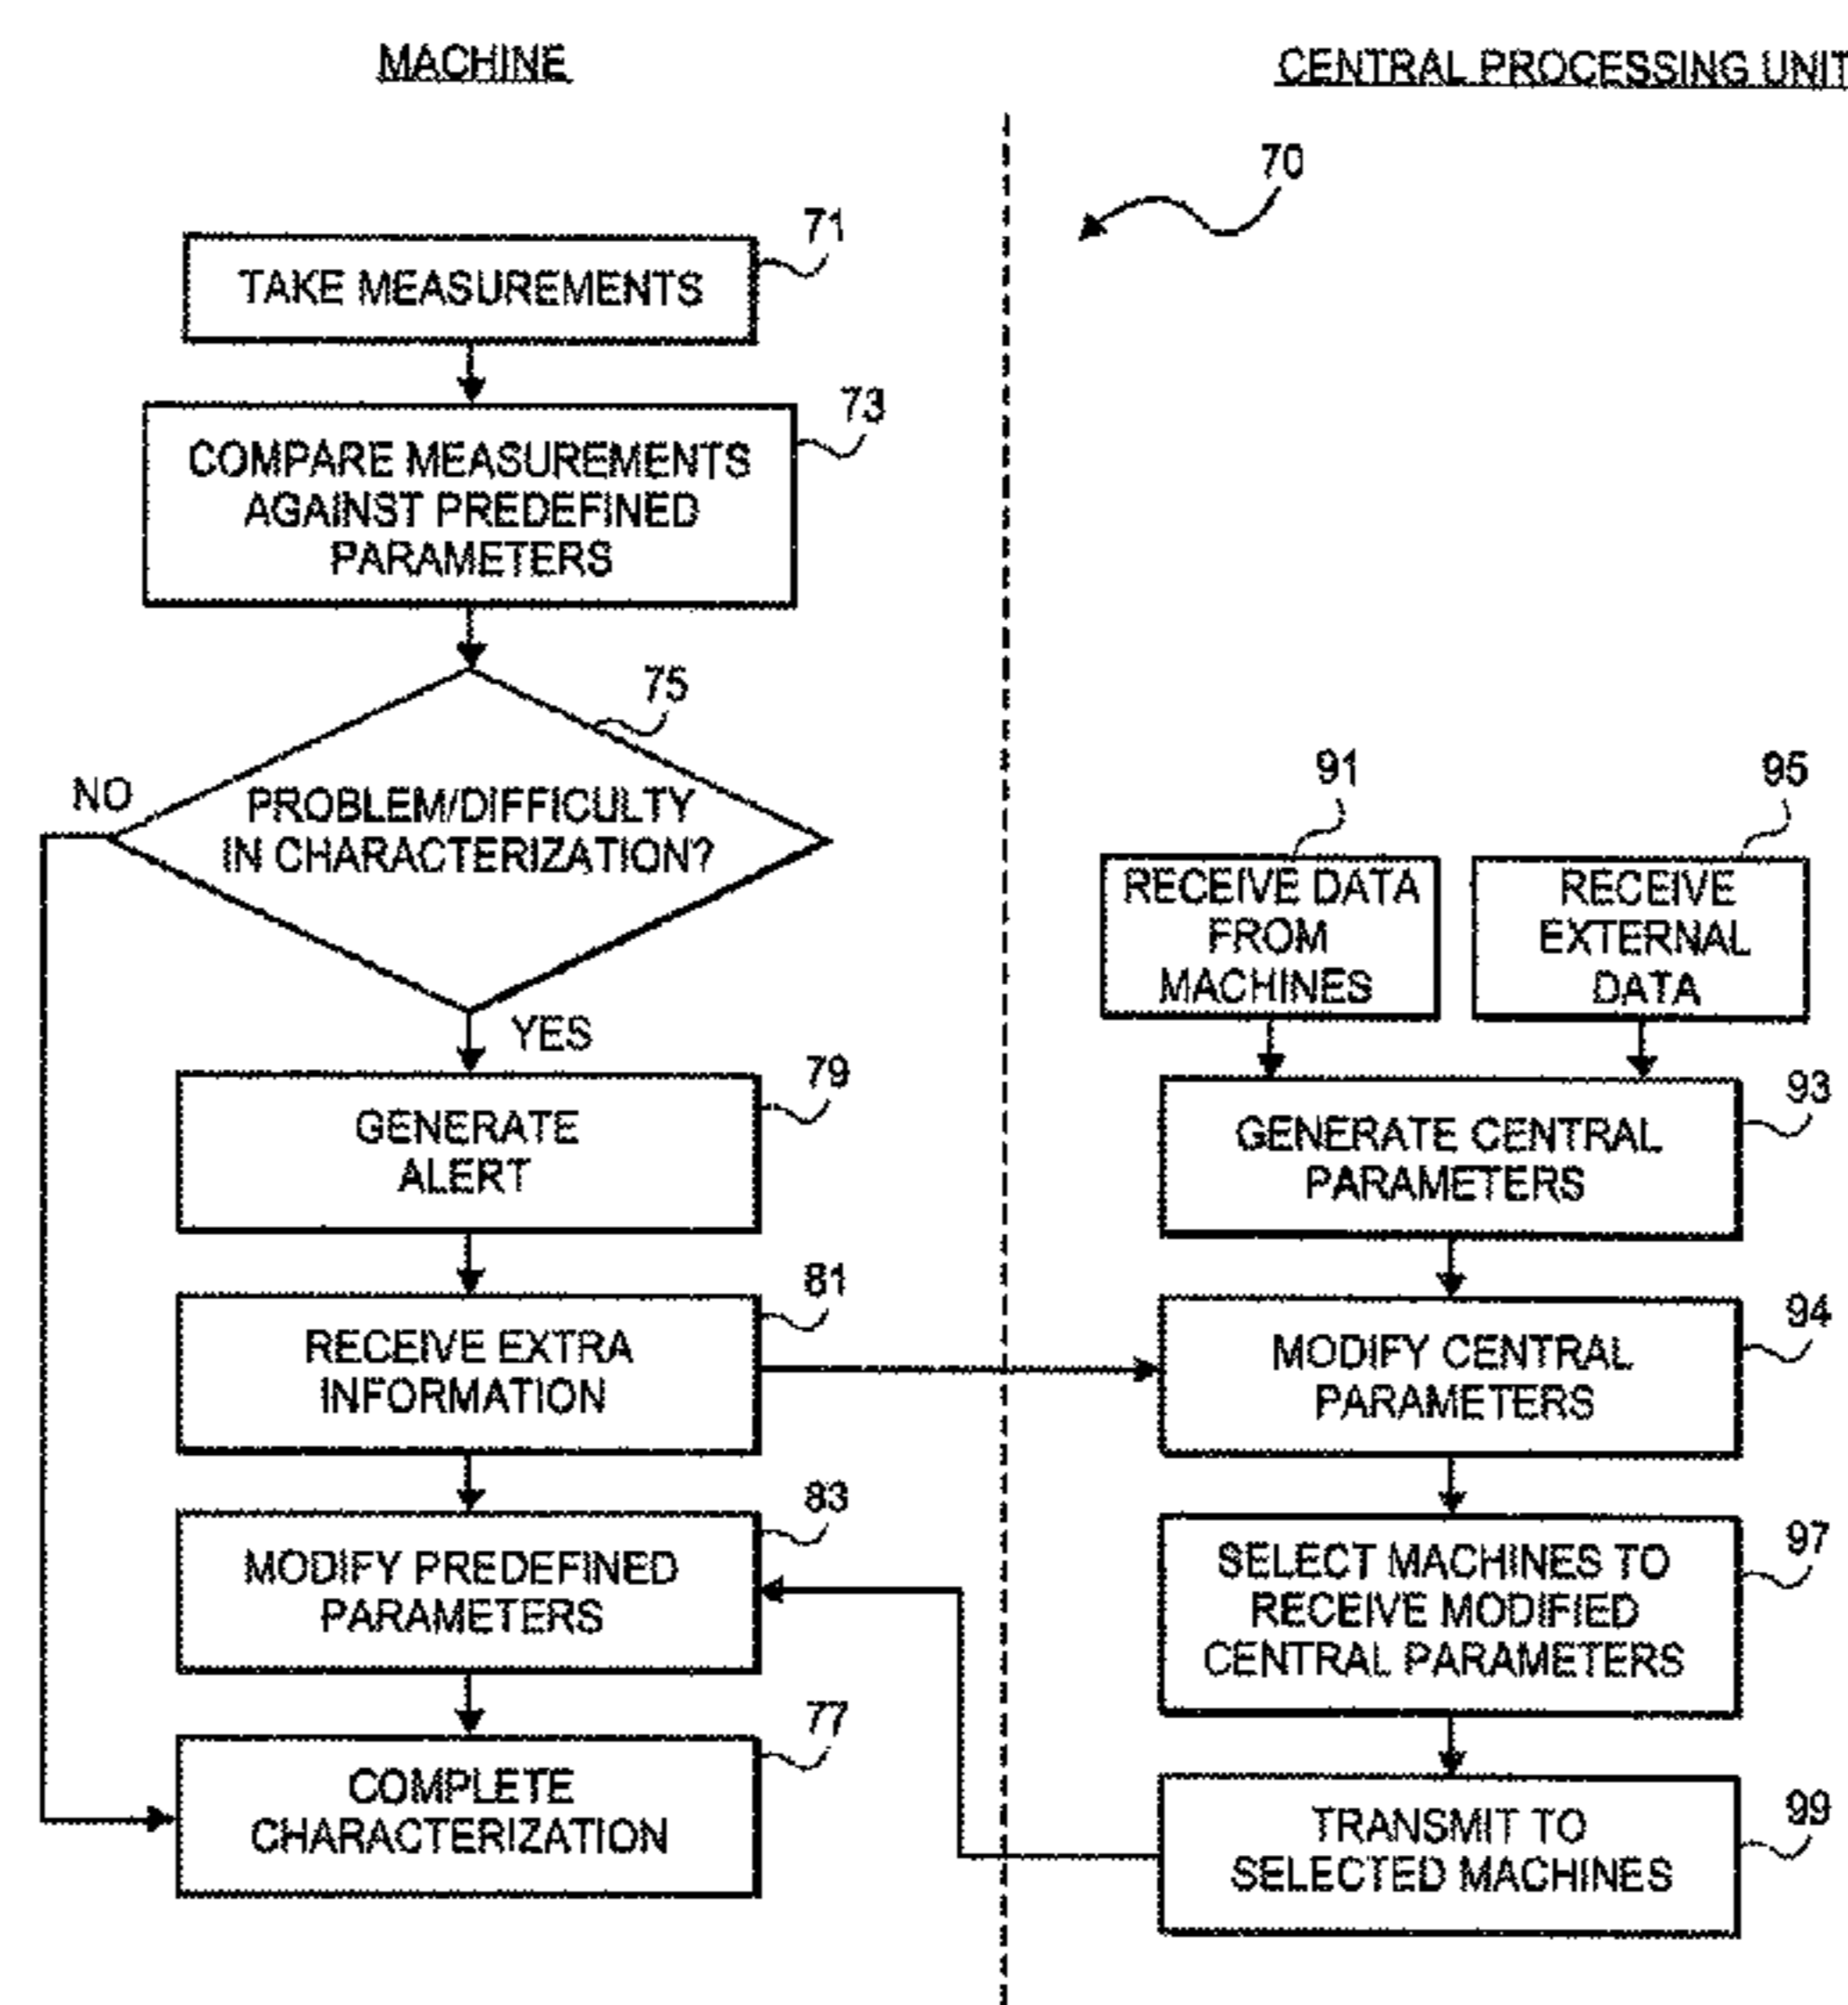 MACHINE
CENTRAL PROCESSING UNIT
70
71
TAKE MEASUREMENTS
73
COMPARE MEASUREMENTS
AGAINST PREDEFINED
PARAMETERS
75
NO
PROBLEM/DIFFICULTY
IN CHARACTERIZATION?
YES
79
GENERATE
ALERT
81
RECEIVE EXTRA
INFORMATION
83
MODIFY PREDEFINED
PARAMETERS
77
COMPLETE
CHARACTERIZATION
91
RECEIVE DATA
FROM
MACHINES
95
RECEIVE
EXTERNAL
DATA
93
GENERATE CENTRAL
PARAMETERS
94
MODIFY CENTRAL
PARAMETERS
97
SELECT MACHINES TO
RECEIVE MODIFIED
CENTRAL PARAMETERS
99
TRANSMIT TO
SELECTED MACHINES